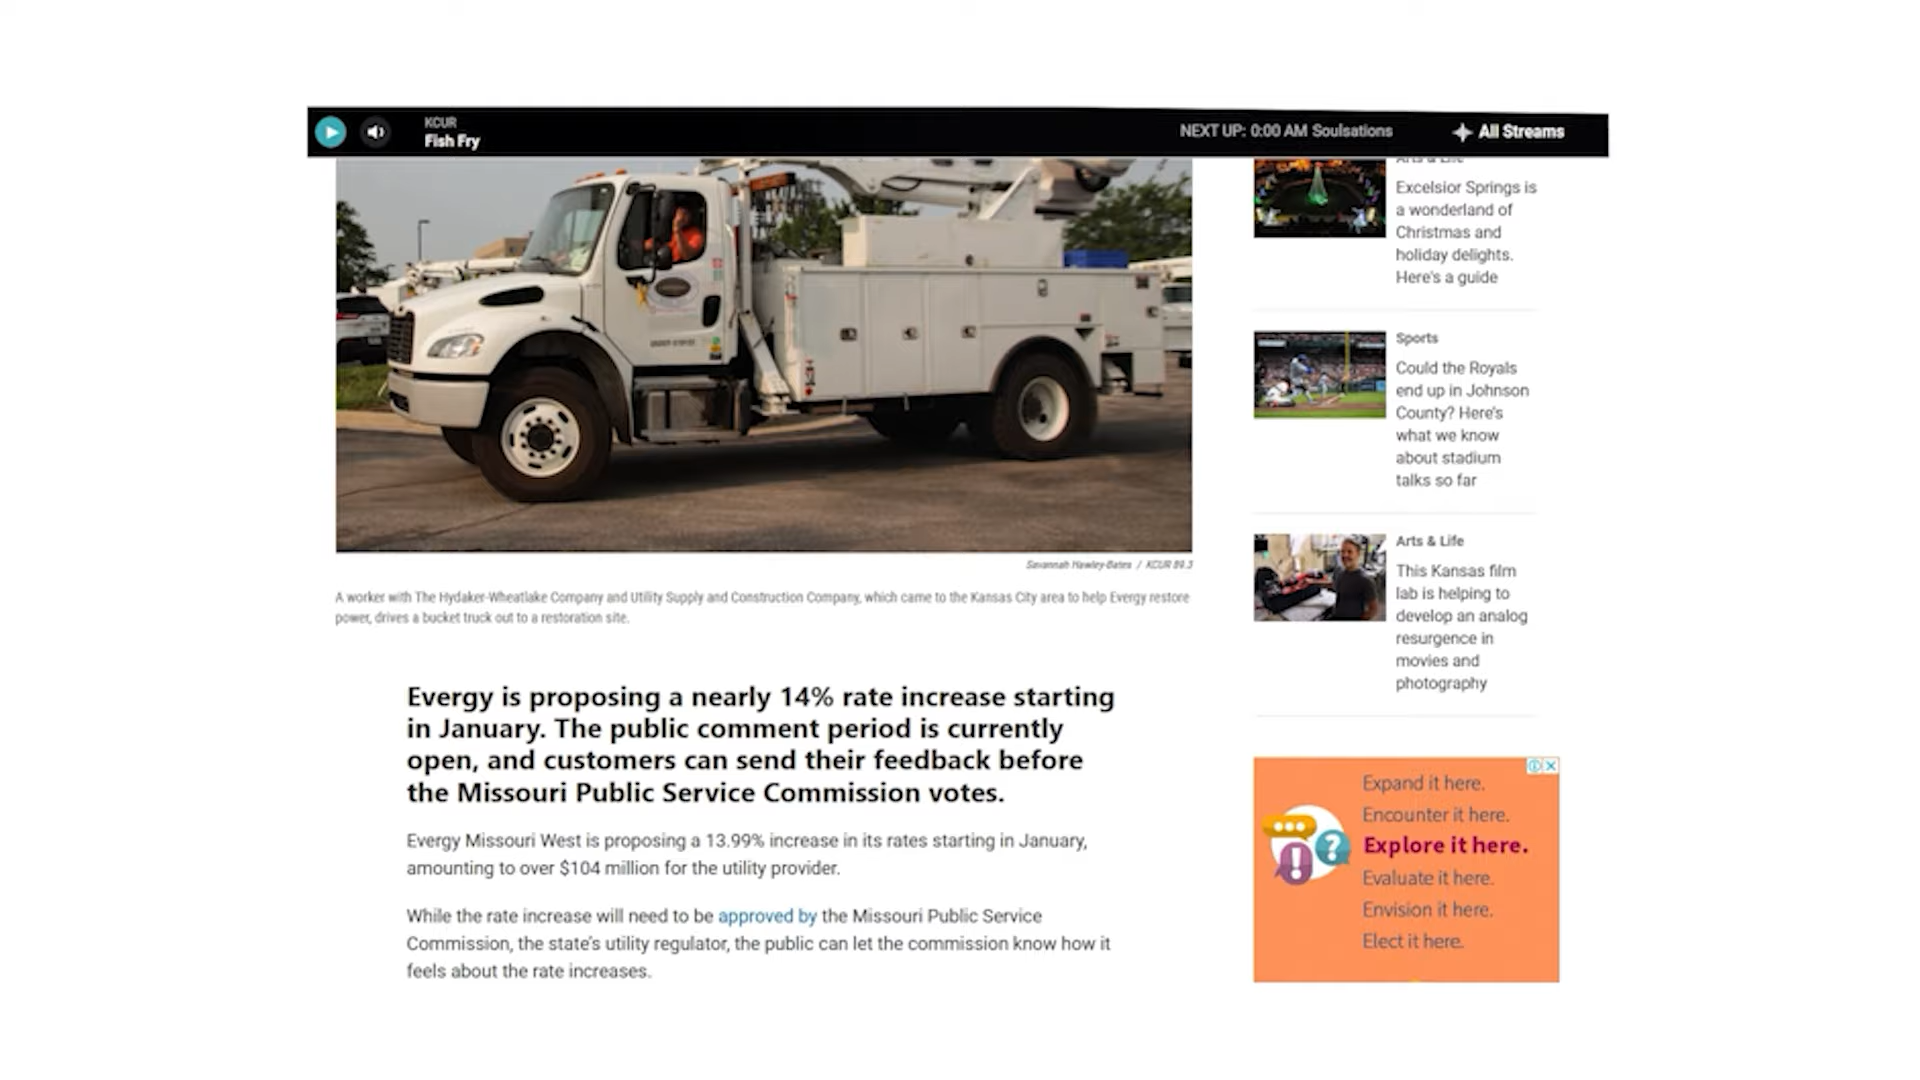 KCUR
Fish Fry
NEXT UP: 0:00 AM Soulsations
All Streams
Savannah Hawley-Bates / KCUR 89.3
A worker with The Hydaker-Wheatlake Company and Utility Supply and Construction Company, which came to the Kansas City area to help Evergy restore
power, drives a bucket truck out to a restoration site.
Evergy is proposing a nearly 14% rate increase starting
in January. The public comment period is currently
open, and customers can send their feedback before
the Missouri Public Service Commission votes.
Evergy Missouri West is proposing a 13.99% increase in its rates starting in January,
amounting to over $104 million for the utility provider.
While the rate increase will need to be approved by the Missouri Public Service
Commission, the state's utility regulator, the public can let the commission know how it
feels about the rate increases.
Arts & Life
Excelsior Springs is
a wonderland of
Christmas and
holiday delights.
Here's a guide
Sports
Could the Royals
end up in Johnson
County? Here's
what we know
about stadium
talks so far
Arts & Life
This Kansas film
lab is helping to
develop an analog
resurgence in
movies and
photography
Expand it here.
Encounter it here.
Explore it here.
Evaluate it here.
Envision it here.
Elect it here.